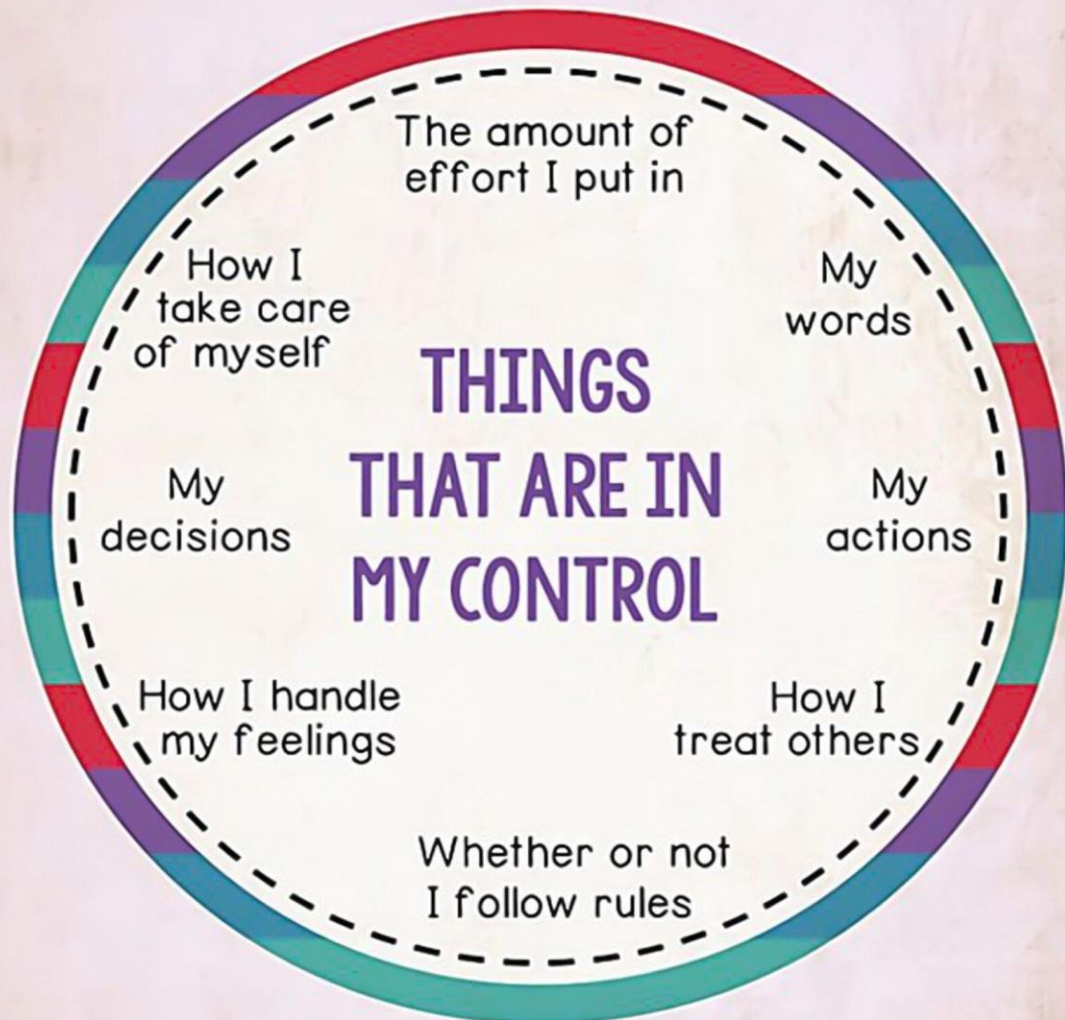 The amount of
effort I put in
My
words
My
actions
How I
treat others
Whether or not
I follow rules
How I handle
my feelings
My
decisions
How I
take care
of myself
THINGS
THAT ARE IN
MY CONTROL